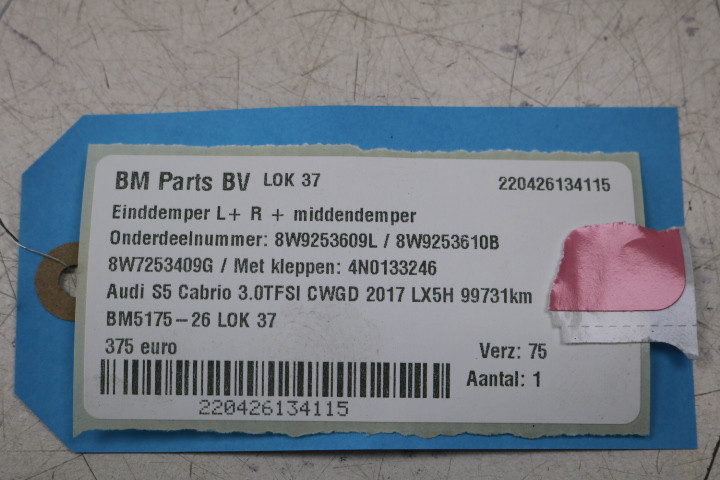 BM Parts BV LOK 37 220426134115
Einddemper L+ R + middendemper
Onderdeelnummer: 8W9253609L / 8W9253610B
8W7253409G / Met kleppen: 4N0133246
Audi S5 Cabrio 3.0TFSI CWGD 2017 LX5H 99731km
BM5175-26 LOK 37
375 euro Verz: 75
Aantal: 1
220426134115